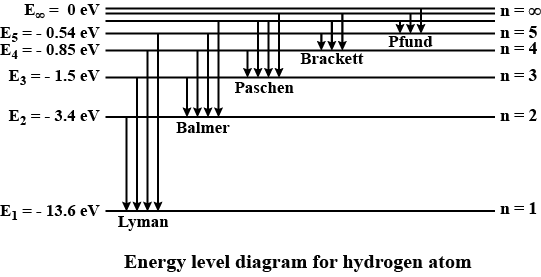 E∞ = 0 eV n = ∞
E5 = - 0.54 eV n = 5
Pfund
E4 = - 0.85 eV n = 4
Brackett
E3 = - 1.5 eV n = 3
Paschen
E2 = - 3.4 eV n = 2
Balmer
E1 = - 13.6 eV n = 1
Lyman
Energy level diagram for hydrogen atom